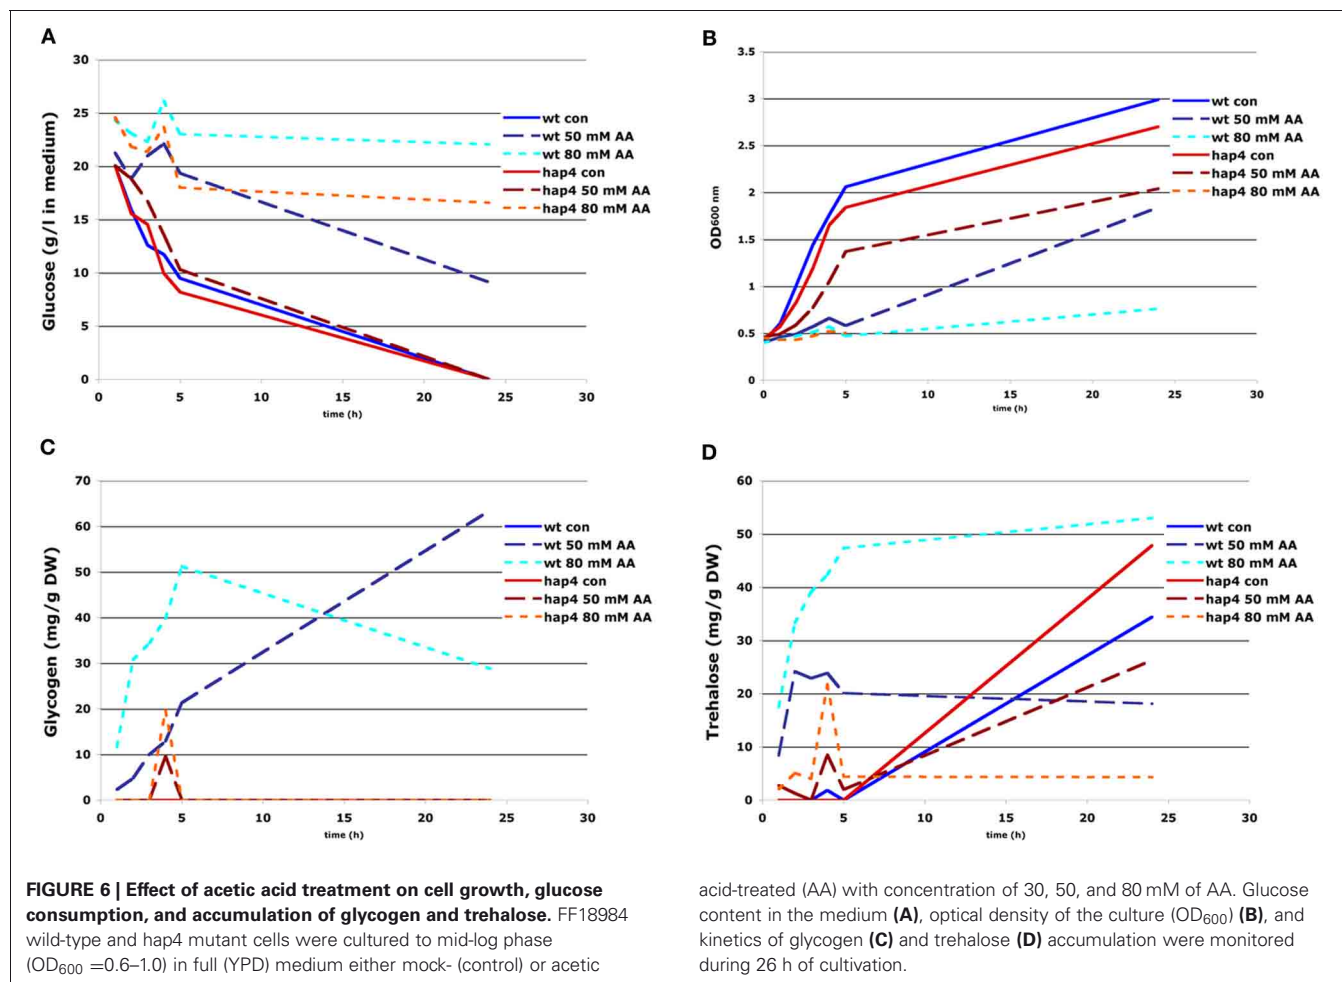 A
30
25
20
15
10
5
0
Glucose (g/l in medium)
0 5 10 15 20 25 30
time (h)
wt con
wt 50 mM AA
wt 80 mM AA
hap4 con
hap4 50 mM AA
hap4 80 mM AA
B
3.5
3
2.5
2
1.5
1
0.5
0
OD600 nm
0 5 10 15 20 25 30
time (h)
wt con
wt 50 mM AA
wt 80 mM AA
hap4 con
hap4 50 mM AA
hap4 80 mM AA
C
70
60
50
40
30
20
10
0
Glycogen (mg/g DW)
0 5 10 15 20 25 30
time (h)
wt con
wt 50 mM AA
wt 80 mM AA
hap4 con
hap4 50 mM AA
hap4 80 mM AA
D
60
50
40
30
20
10
0
Trehalose (mg/g DW)
0 5 10 15 20 25 30
time (h)
wt con
wt 50 mM AA
wt 80 mM AA
hap4 con
hap4 50 mM AA
hap4 80 mM AA
FIGURE 6 | Effect of acetic acid treatment on cell growth, glucose
consumption, and accumulation of glycogen and trehalose. FF18984
wild-type and hap4 mutant cells were cultured to mid-log phase
(OD600 =0.6–1.0) in full (YPD) medium either mock- (control) or acetic
acid-treated (AA) with concentration of 30, 50, and 80 mM of AA. Glucose
content in the medium (A), optical density of the culture (OD600) (B), and
kinetics of glycogen (C) and trehalose (D) accumulation were monitored
during 26 h of cultivation.